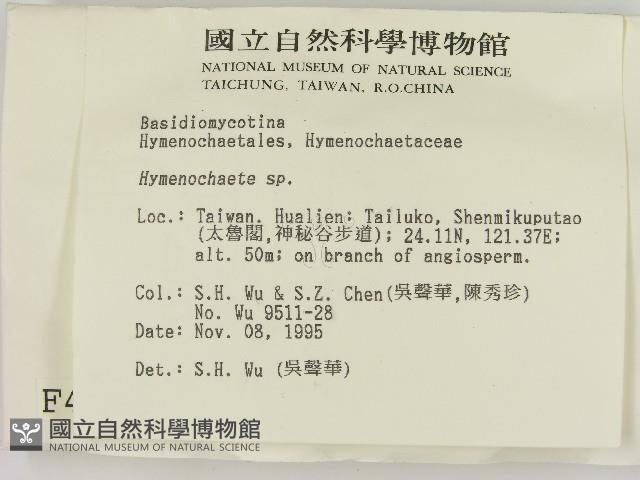 國立自然科學博物館
NATIONAL MUSEUM OF NATURAL SCIENCE
TAICHUNG, TAIWAN, R.O.CHINA
Basidiomycotina
Hymenochaetales, Hymenochaetaceae
Hymenochaete sp.
Loc.: Taiwan. Hualien: Tailuko, Shenmikuputao
(太魯閣,神秘谷步道); 24.11N, 121.37E;
alt. 50m; on branch of angiosperm.
Col.: S.H. Wu & S.Z. Chen(吳聲華,陳秀珍)
No. Wu 9511-28
Date: Nov. 08, 1995
Det.: S.H. Wu (吳聲華)
F4
國立自然科學博物館
NATIONAL MUSEUM OF NATURAL SCIENCE